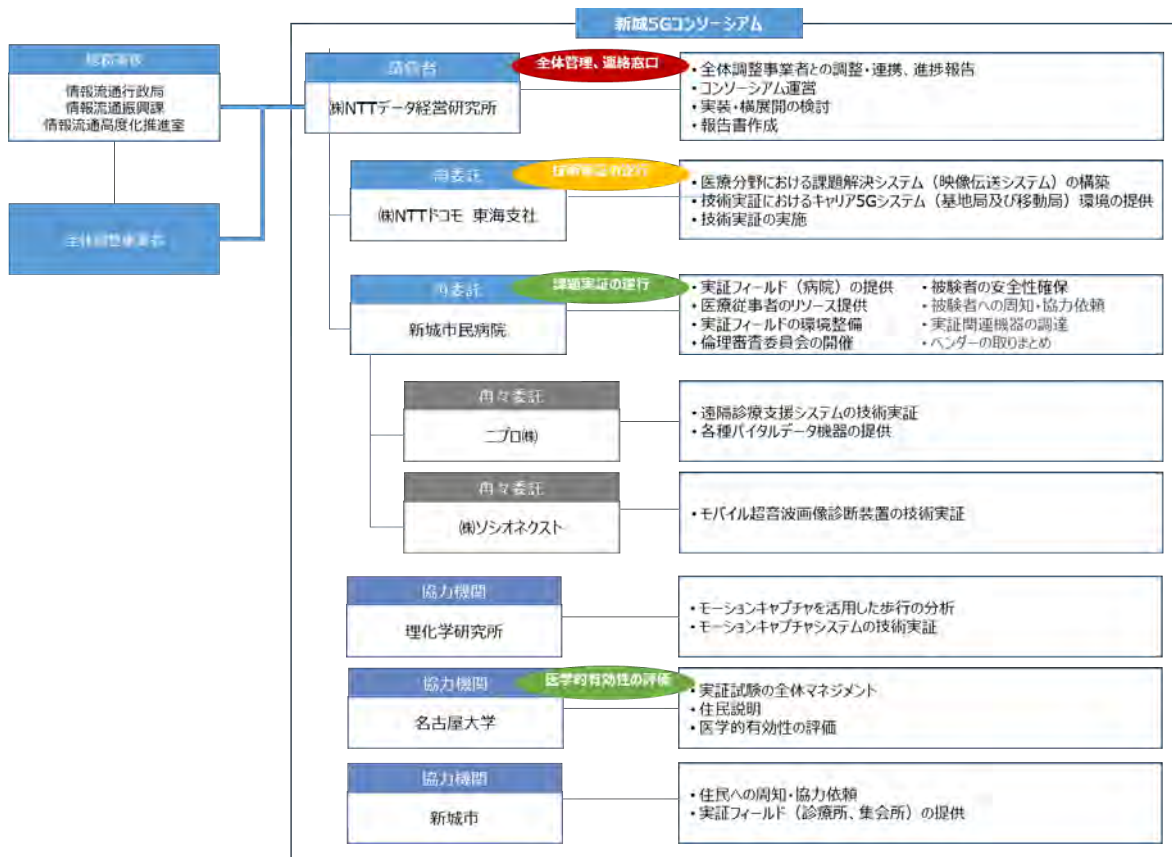 新城5Gコンソーシアム
情報流通行政局
情報流通振興課
情報流通高度化推進室
全体調整事業者
請負者
㈱NTTデータ経営研究所
全体管理、連絡窓口
・全体調整事業者との調整・連携、進捗報告
・コンソーシアム運営
・実装・横展開の検討
・報告書作成
再委託
㈱NTTドコモ 東海支社
技術実証の遂行
・医療分野における課題解決システム（映像伝送システム）の構築
・技術実証におけるキャリア5Gシステム（基地局及び移動局）環境の提供
・技術実証の実施
再委託
新城市民病院
課題実証の遂行
・実証フィールド（病院）の提供
・医療従事者のリソース提供
・実証フィールドの環境整備
・倫理審査委員会の開催
・被験者の安全性確保
・被験者への周知・協力依頼
・実証関連機器の調達
・ベンダーの取りまとめ
再々委託
ニプロ㈱
・遠隔診療支援システムの技術実証
・各種バイタルデータ機器の提供
再々委託
㈱ソシオネクスト
・モバイル超音波画像診断装置の技術実証
協力機関
理化学研究所
・モーションキャプチャを活用した歩行の分析
・モーションキャプチャシステムの技術実証
協力機関
名古屋大学
医学的有効性の評価
・実証試験の全体マネジメント
・住民説明
・医学的有効性の評価
協力機関
新城市
・住民への周知・協力依頼
・実証フィールド（診療所、集会所）の提供